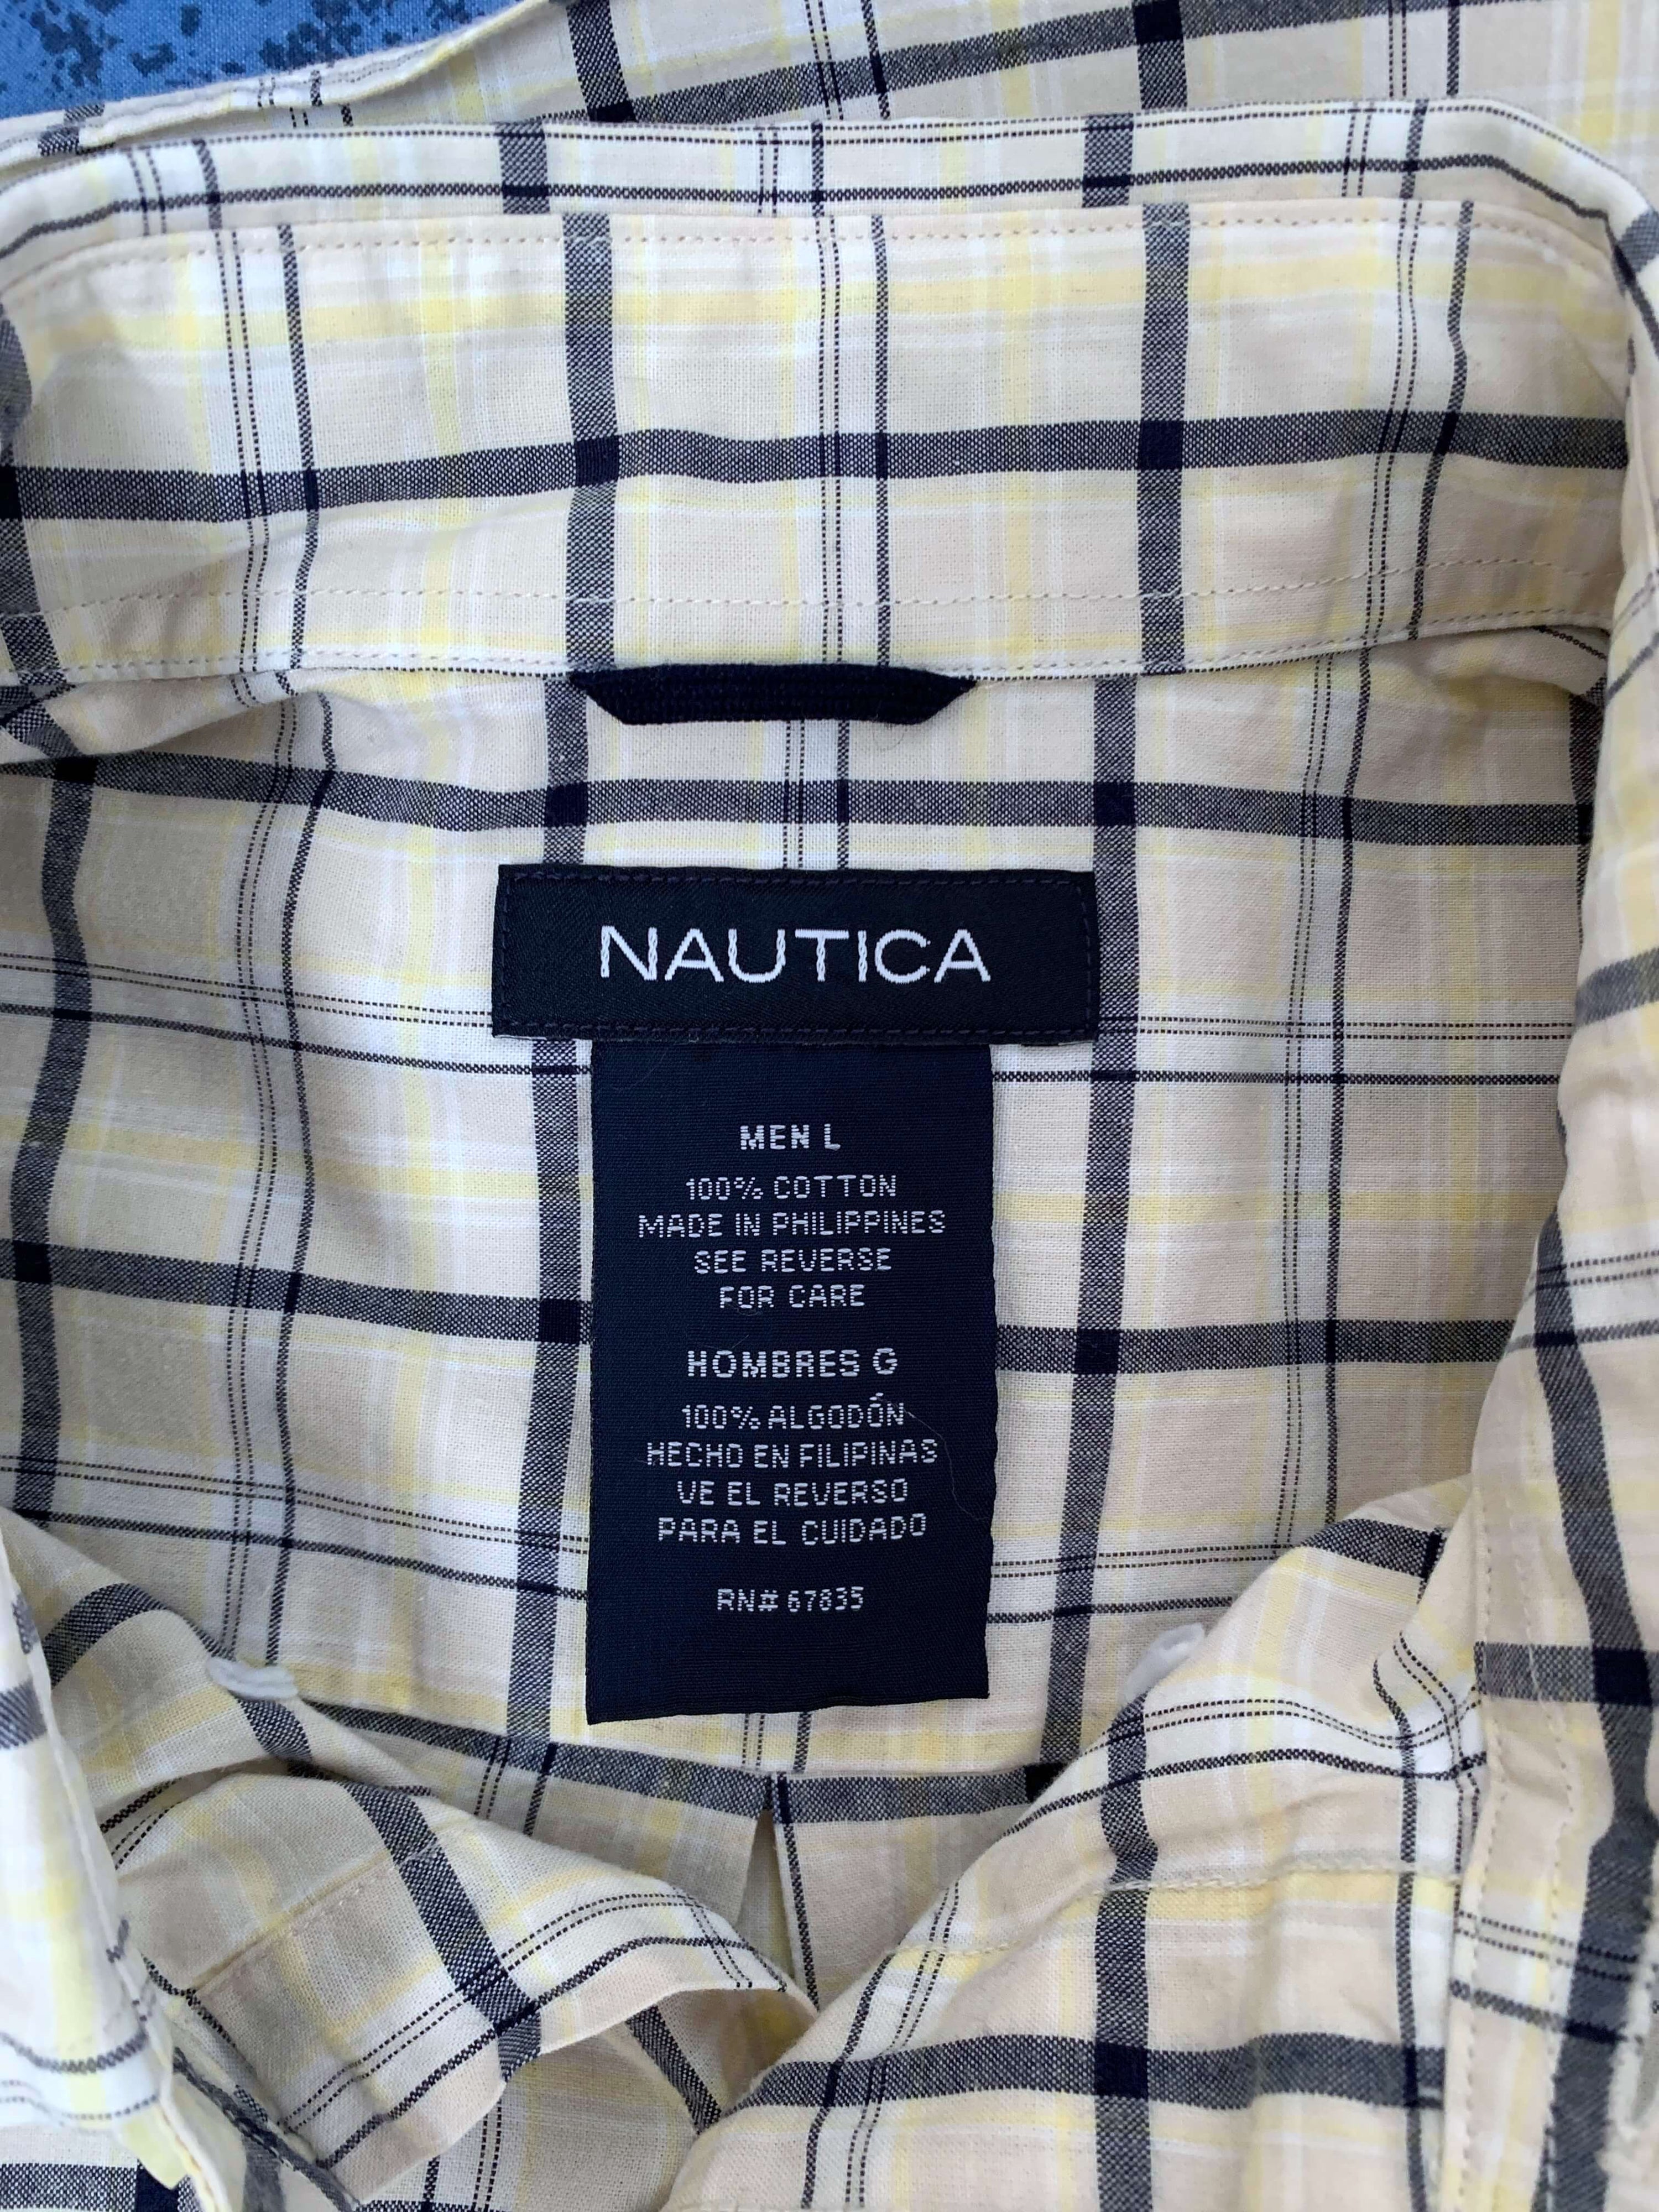 NAUTICA
MEN L
100% COTTON
MADE IN PHILIPPINES
SEE REVERSE
FOR CARE
HOMBRES G
100% ALGODÓN
HECHO EN FILIPINAS
VE EL REVERSO
PARA EL CUIDADO
RN# 67835